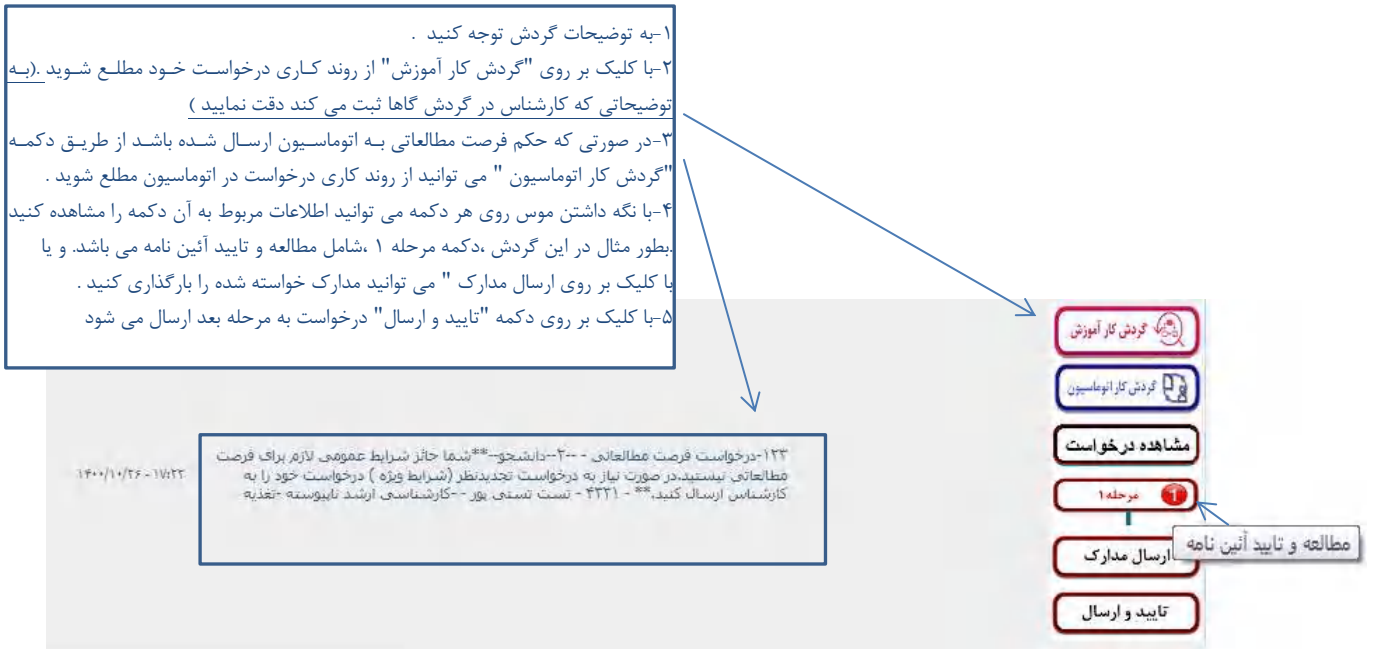 ۱-به توضیحات گردش توجه کنید .
۲-با کلیک بر روی "گردش کار آموزش" از روند کاری درخواست خود مطلع شوید .(به
توضیحاتی که کارشناس در گردش گاها ثبت می کند دقت نمایید )
۳-در صورتی که حکم فرصت مطالعاتی به اتوماسیون ارسال شده باشد از طریق دکمه
"گردش کار اتوماسیون " می توانید از روند کاری درخواست در اتوماسیون مطلع شوید .
۴-با نگه داشتن موس روی هر دکمه می توانید اطلاعات مربوط به آن دکمه را مشاهده کنید
.بطور مثال در این گردش ،دکمه مرحله ۱ ،شامل مطالعه و تایید آئین نامه می باشد. و یا
با کلیک بر روی ارسال مدارک " می توانید مدارک خواسته شده را بارگذاری کنید .
۵-با کلیک بر روی دکمه "تایید و ارسال" درخواست به مرحله بعد ارسال می شود
گردش کار آموزش
گردش کار اتوماسیون
مشاهده درخواست
1 مرحله ۱
مطالعه و تایید آئین نامه
ارسال مدارک
تایید و ارسال
۱۲۳-درخواست فرصت مطالعاتی - --۲--دانشجو--**شما حائز شرایط عمومی لازم برای فرصت
مطالعاتی نیستید.در صورت نیاز به درخواست تجدیدنظر (شرایط ویژه ) درخواست خود را به
کارشناس ارسال کنید.** - ۴۳۳۱ - تست تستی پور - -کارشناسی ارشد ناپیوسته -تغذیه
۱۴۰۰/۱۰/۲۶ - ۱۷:۲۲